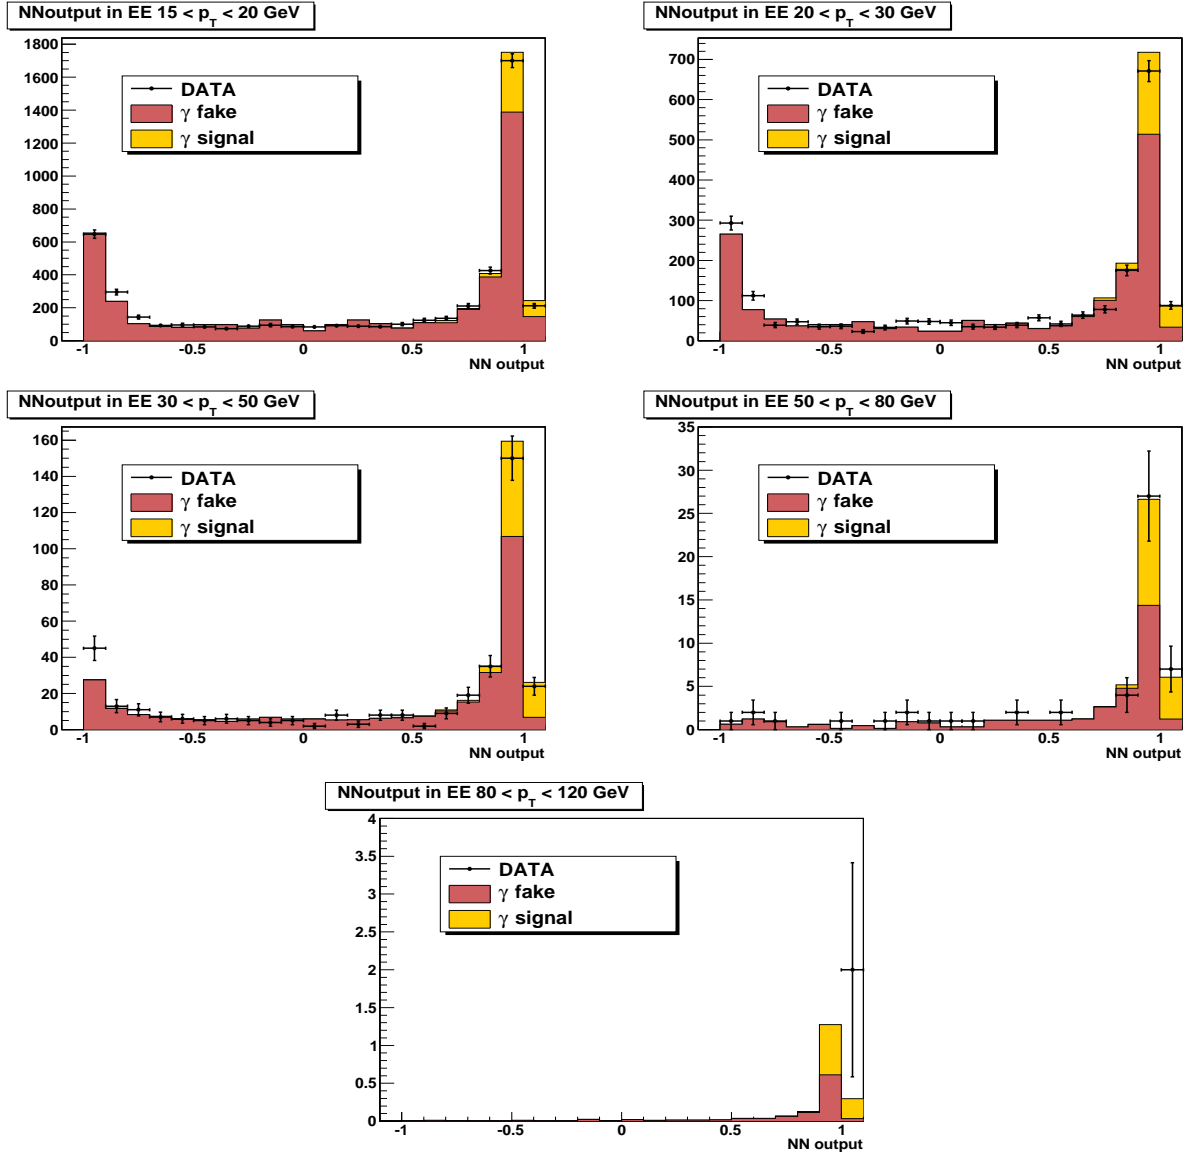 NNoutput in EE 15 < p_T < 20 GeV
1800
1600
1400
1200
1000
800
600
400
200
0
DATA
γ fake
γ signal
-1 -0.5 0 0.5 1
NN output
NNoutput in EE 20 < p_T < 30 GeV
700
600
500
400
300
200
100
0
DATA
γ fake
γ signal
-1 -0.5 0 0.5 1
NN output
NNoutput in EE 30 < p_T < 50 GeV
160
140
120
100
80
60
40
20
0
DATA
γ fake
γ signal
-1 -0.5 0 0.5 1
NN output
NNoutput in EE 50 < p_T < 80 GeV
35
30
25
20
15
10
5
0
DATA
γ fake
γ signal
-1 -0.5 0 0.5 1
NN output
NNoutput in EE 80 < p_T < 120 GeV
4
3.5
3
2.5
2
1.5
1
0.5
0
DATA
γ fake
γ signal
-1 -0.5 0 0.5 1
NN output